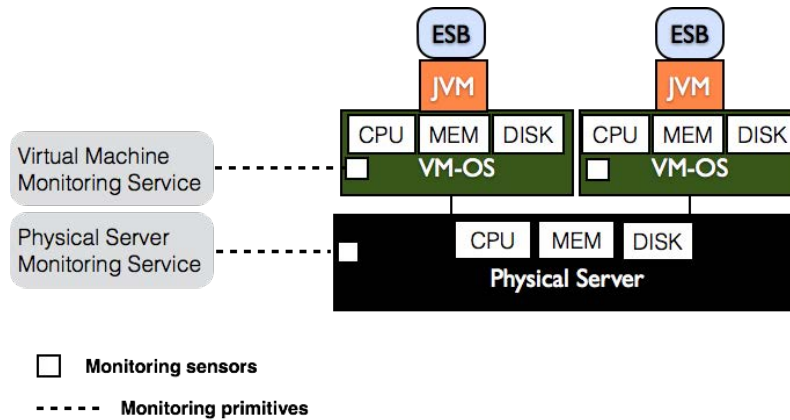 ESB ESB
JVM JVM
CPU MEM DISK CPU MEM DISK
Virtual Machine
Monitoring Service
VM-OS VM-OS
Physical Server
Monitoring Service
CPU MEM DISK
Physical Server
Monitoring sensors
Monitoring primitives